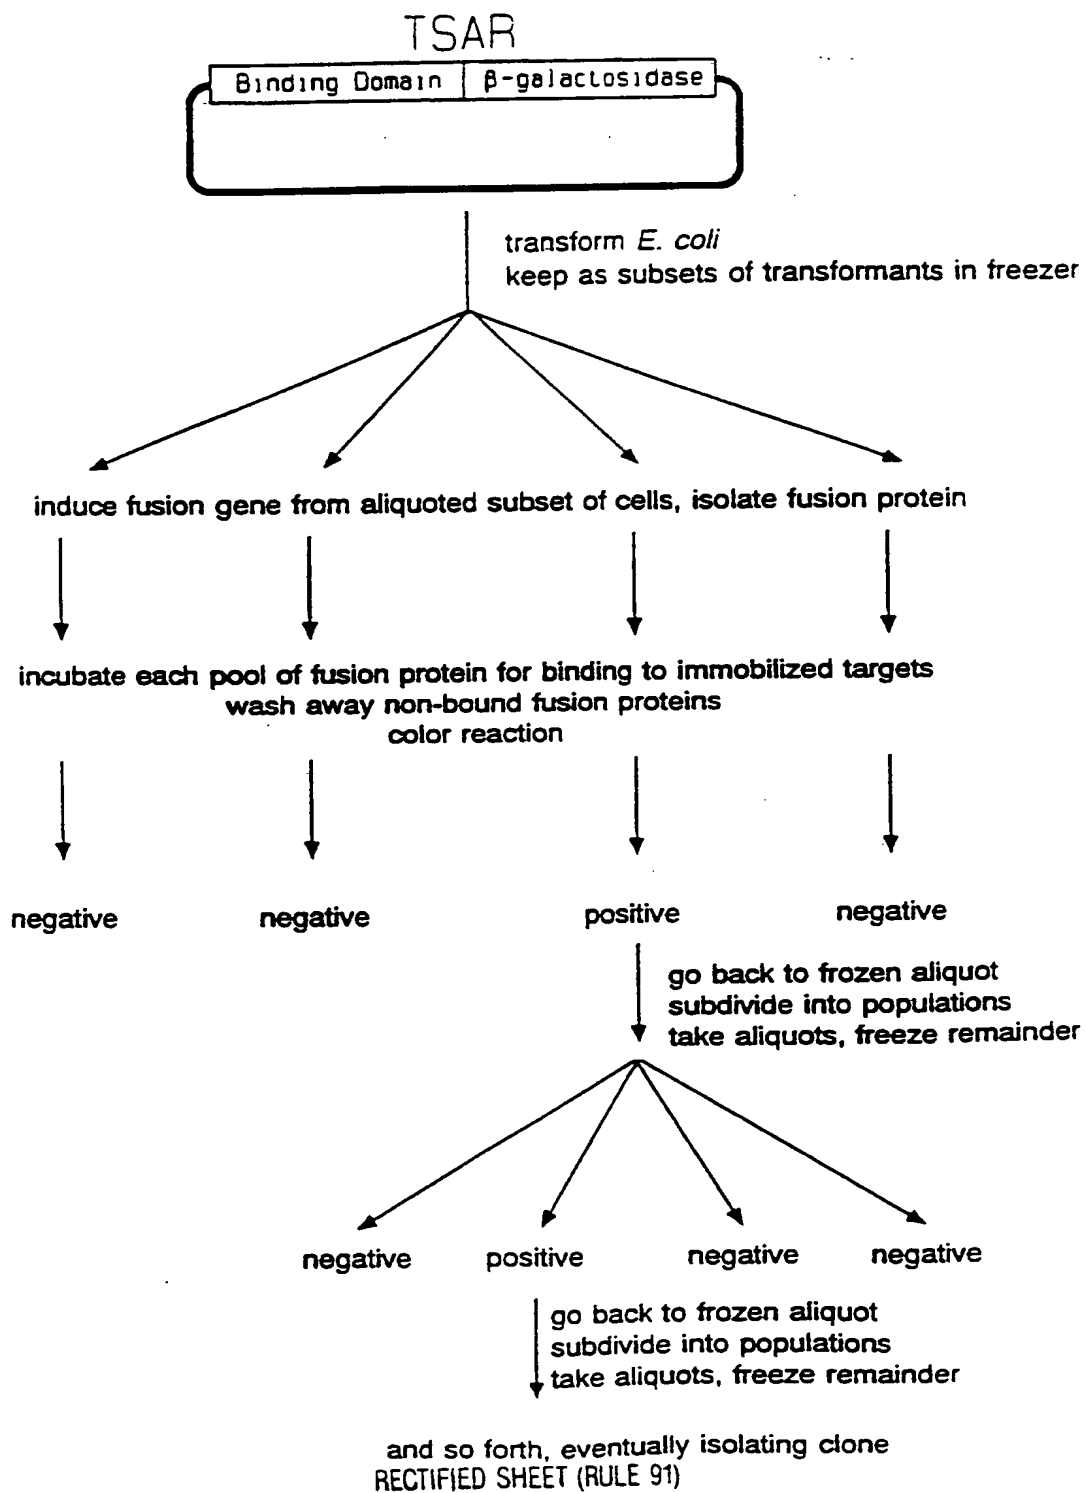 TSAR
Binding Domain β-galactosidase
transform E. coli
keep as subsets of transformants in freezer
induce fusion gene from aliquoted subset of cells, isolate fusion protein
incubate each pool of fusion protein for binding to immobilized targets
wash away non-bound fusion proteins
color reaction
negative negative positive negative
go back to frozen aliquot
subdivide into populations
take aliquots, freeze remainder
negative positive negative negative
go back to frozen aliquot
subdivide into populations
take aliquots, freeze remainder
and so forth, eventually isolating clone
RECTIFIED SHEET (RULE 91)